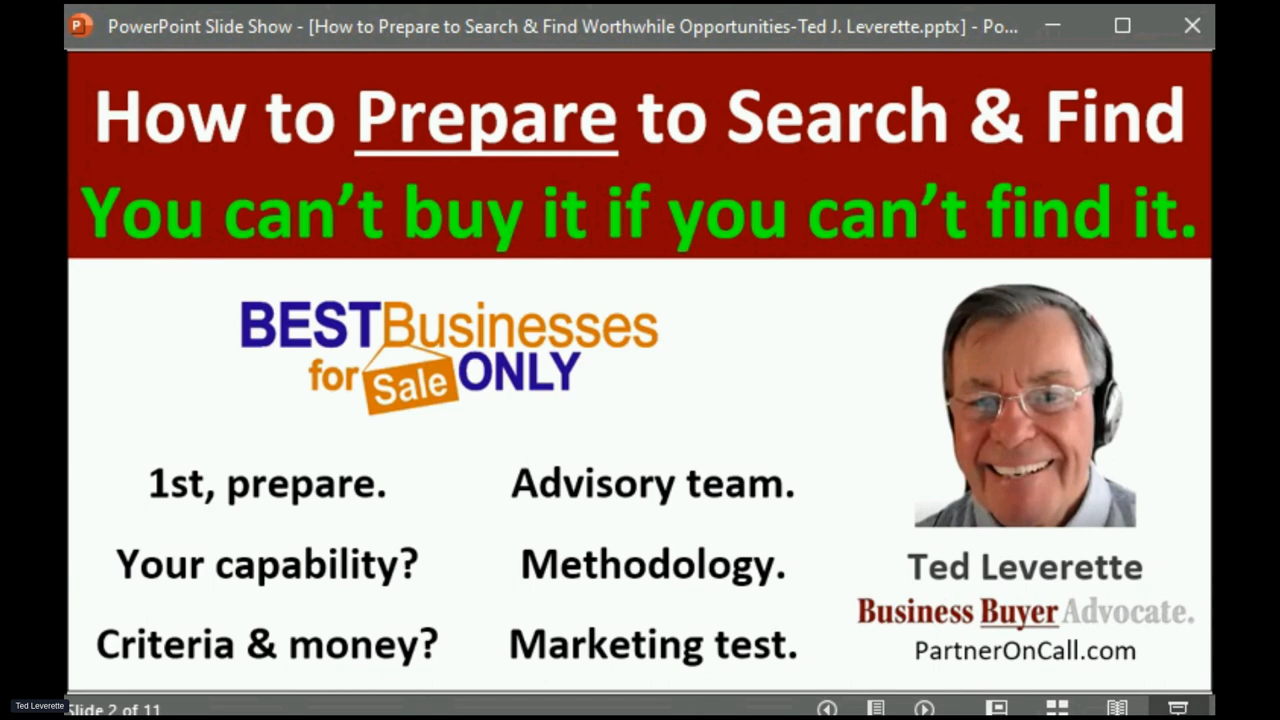 PowerPoint Slide Show - [How to Prepare to Search & Find Worthwhile Opportunities-Ted J. Leverette.pptx] - Po...
How to Prepare to Search & Find
You can't buy it if you can't find it.
BESTBusinesses
for Sale ONLY
1st, prepare.
Advisory team.
Your capability?
Methodology.
Criteria & money?
Marketing test.
Ted Leverette
Business Buyer Advocate.
PartnerOnCall.com
Ted Leverette
Slide 2 of 11